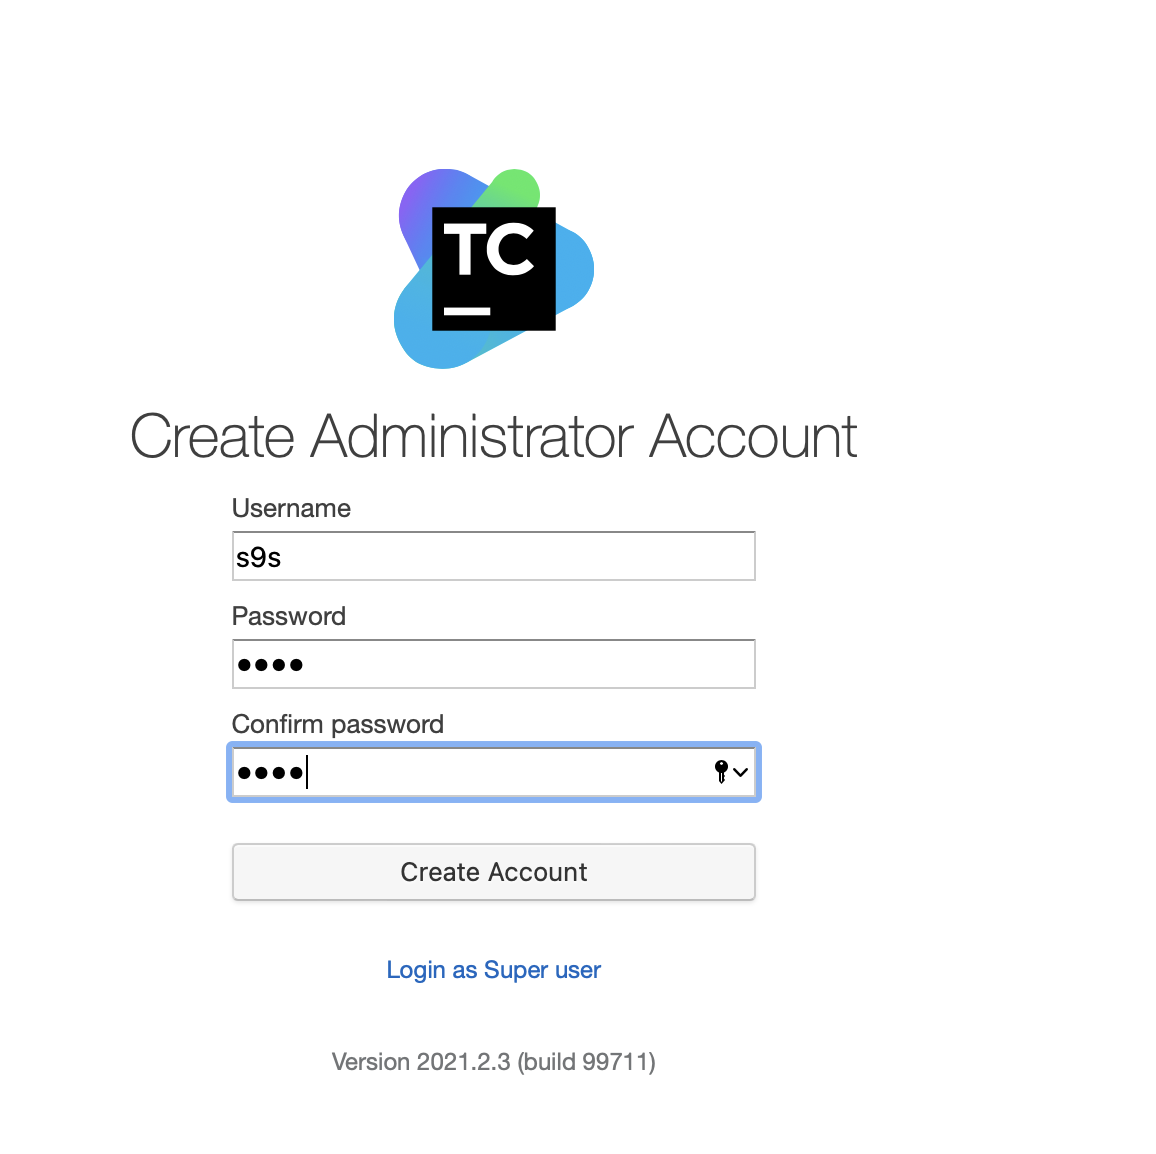 TC
Create Administrator Account
Username
s9s
Password
••••
Confirm password
••••
Create Account
Login as Super user
Version 2021.2.3 (build 99711)